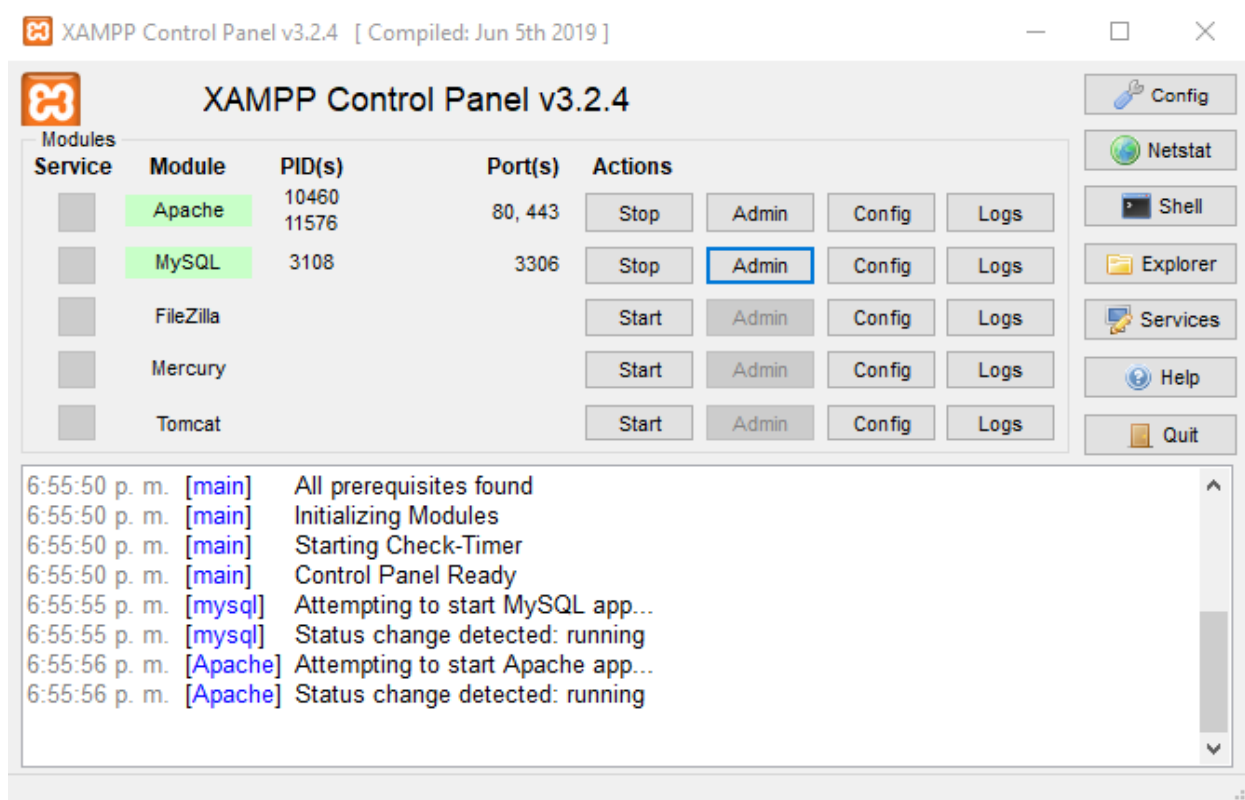 XAMPP Control Panel v3.2.4 [ Compiled: Jun 5th 2019 ]
XAMPP Control Panel v3.2.4
Config
Modules
Service Module PID(s) Port(s) Actions
Netstat
Apache 10460 11576 80, 443 Stop Admin Config Logs
Shell
MySQL 3108 3306 Stop Admin Config Logs
Explorer
FileZilla Start Admin Config Logs
Services
Mercury Start Admin Config Logs
Help
Tomcat Start Admin Config Logs
Quit
6:55:50 p. m. [main] All prerequisites found
6:55:50 p. m. [main] Initializing Modules
6:55:50 p. m. [main] Starting Check-Timer
6:55:50 p. m. [main] Control Panel Ready
6:55:55 p. m. [mysql] Attempting to start MySQL app...
6:55:55 p. m. [mysql] Status change detected: running
6:55:56 p. m. [Apache] Attempting to start Apache app...
6:55:56 p. m. [Apache] Status change detected: running